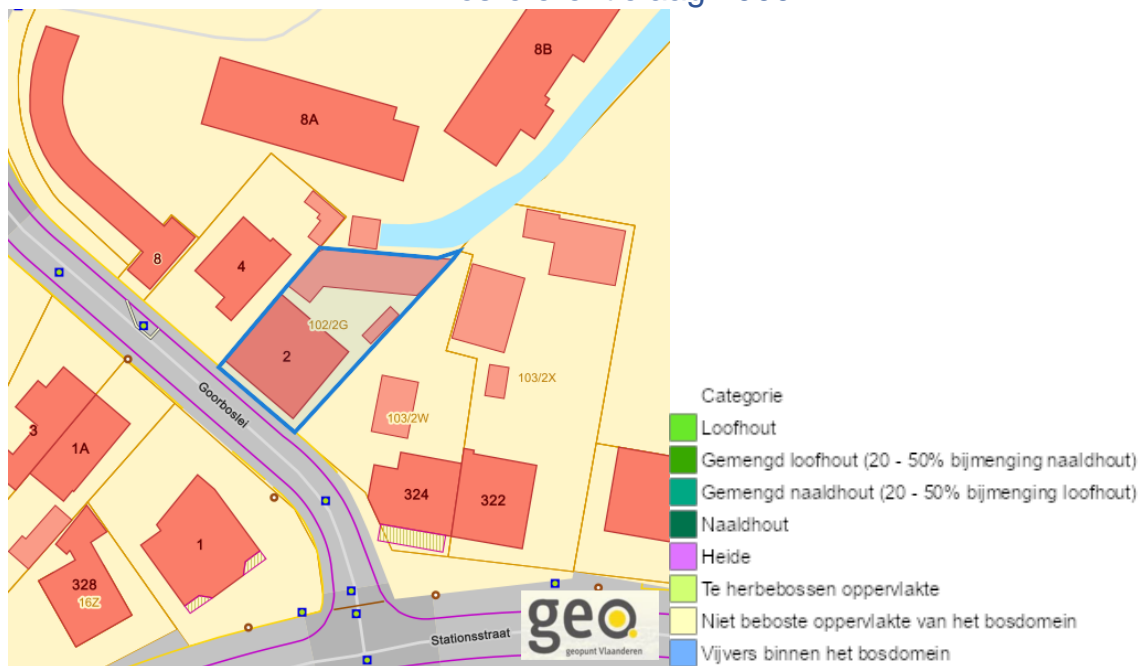 8B
8A
8
4
102/2G
2
103/2X
103/2W
Goorboslei
3
1A
324
322
1
328
16Z
Stationsstraat
geo.
geopunt Vlaanderen
Categorie
Loofhout
Gemengd loofhout (20 - 50% bijmenging naaldhout)
Gemengd naaldhout (20 - 50% bijmenging loofhout)
Naaldhout
Heide
Te herbebossen oppervlakte
Niet beboste oppervlakte van het bosdomein
Vijvers binnen het bosdomein